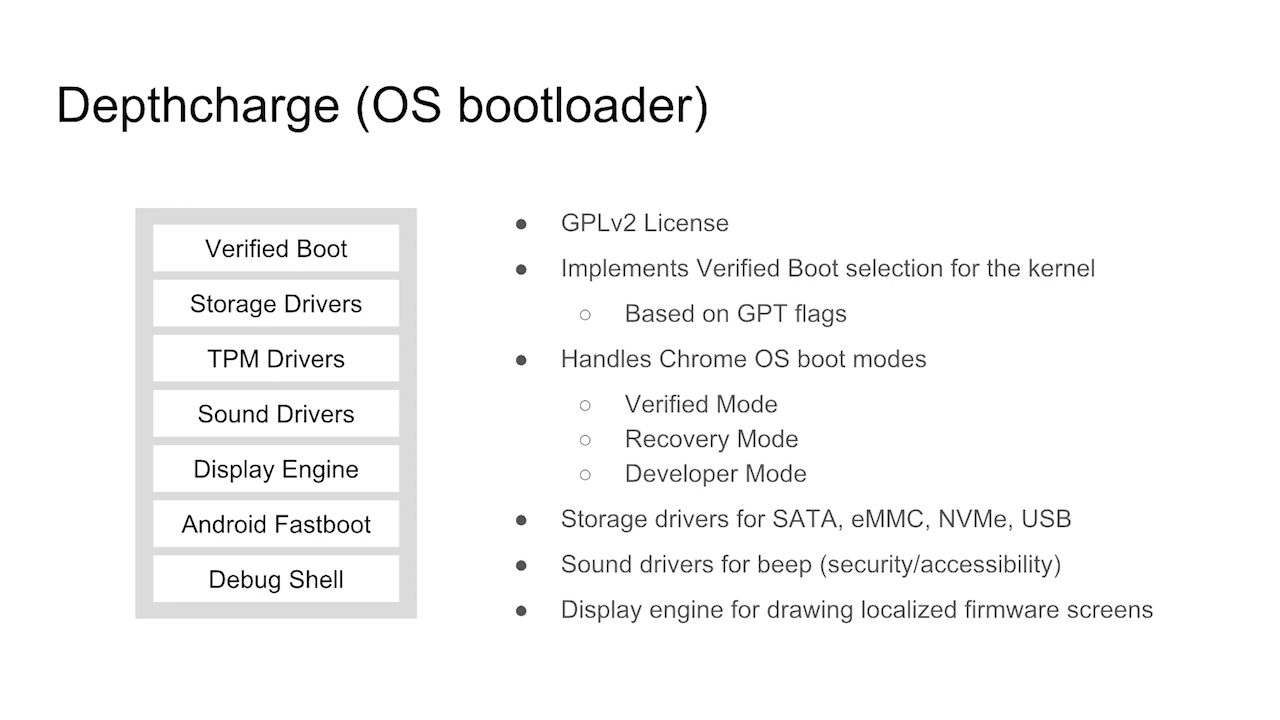 Depthcharge (OS bootloader)
Verified Boot
Storage Drivers
TPM Drivers
Sound Drivers
Display Engine
Android Fastboot
Debug Shell
● GPLv2 License
● Implements Verified Boot selection for the kernel
○ Based on GPT flags
● Handles Chrome OS boot modes
○ Verified Mode
○ Recovery Mode
○ Developer Mode
● Storage drivers for SATA, eMMC, NVMe, USB
● Sound drivers for beep (security/accessibility)
● Display engine for drawing localized firmware screens